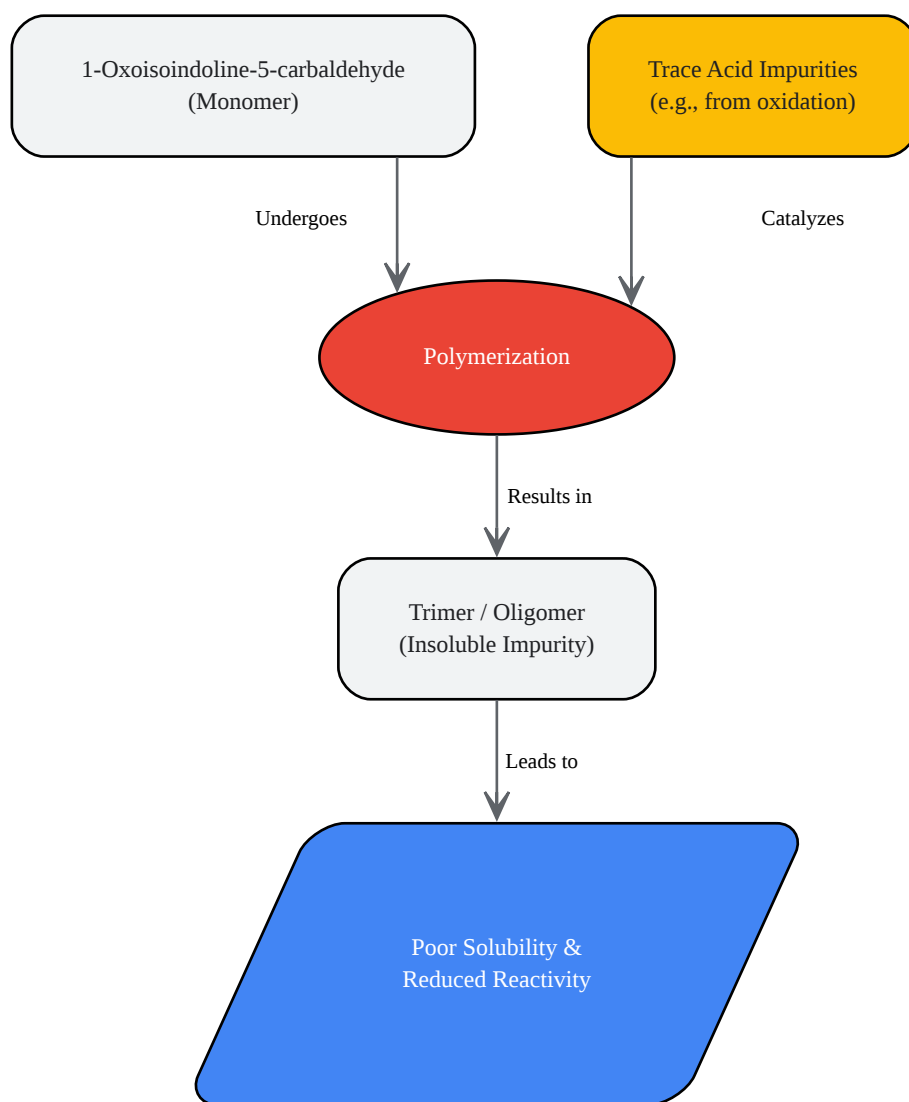 1-Oxoisoindoline-5-carbaldehyde
(Monomer)
Trace Acid Impurities
(e.g., from oxidation)
Undergoes
Catalyzes
Polymerization
Results in
Trimer / Oligomer
(Insoluble Impurity)
Leads to
Poor Solubility &
Reduced Reactivity